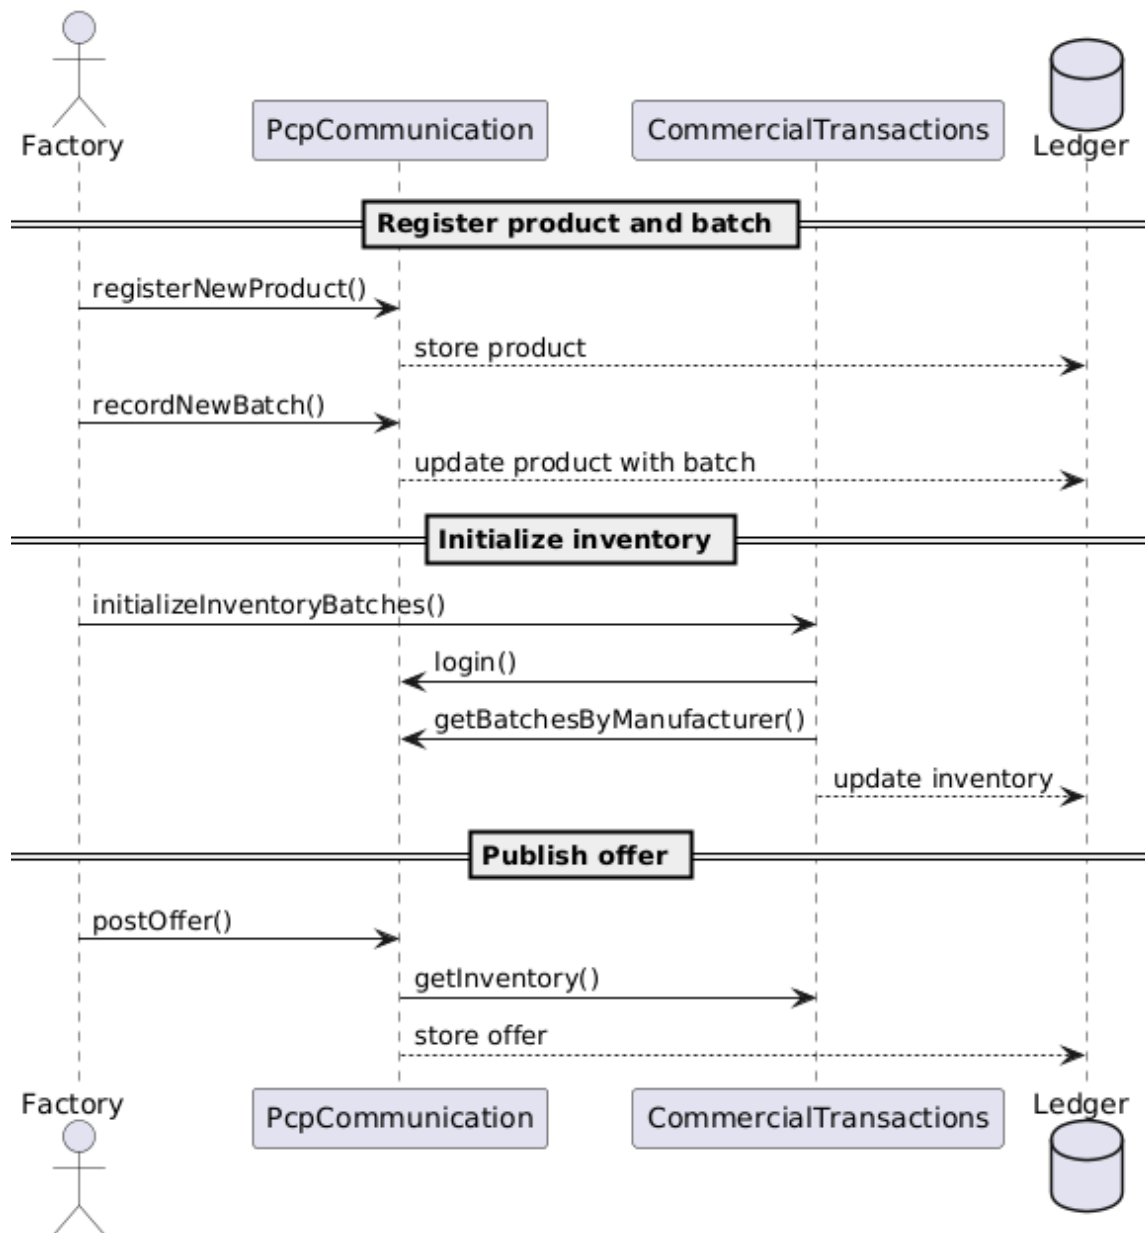 Factory
PcpCommunication
CommercialTransactions
Ledger
Register product and batch
registerNewProduct()
store product
recordNewBatch()
update product with batch
Initialize inventory
initializeInventoryBatches()
login()
getBatchesByManufacturer()
update inventory
Publish offer
postOffer()
getInventory()
store offer
Factory
PcpCommunication
CommercialTransactions
Ledger